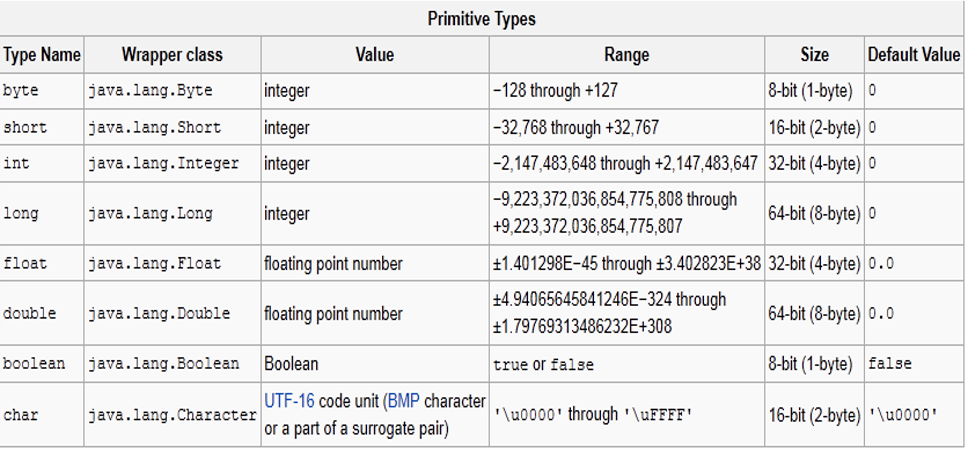 Primitive Types
Type Name Wrapper class Value Range Size Default Value
byte java.lang.Byte integer −128 through +127 8-bit (1-byte) 0
short java.lang.Short integer −32,768 through +32,767 16-bit (2-byte) 0
int java.lang.Integer integer −2,147,483,648 through +2,147,483,647 32-bit (4-byte) 0
long java.lang.Long integer −9,223,372,036,854,775,808 through
+9,223,372,036,854,775,807 64-bit (8-byte) 0
float java.lang.Float floating point number ±1.401298E−45 through ±3.402823E+38 32-bit (4-byte) 0.0
double java.lang.Double floating point number ±4.94065645841246E−324 through
±1.79769313486232E+308 64-bit (8-byte) 0.0
boolean java.lang.Boolean Boolean true or false 8-bit (1-byte) false
char java.lang.Character UTF-16 code unit (BMP character
or a part of a surrogate pair) '\u0000' through '\uFFFF' 16-bit (2-byte) '\u0000'